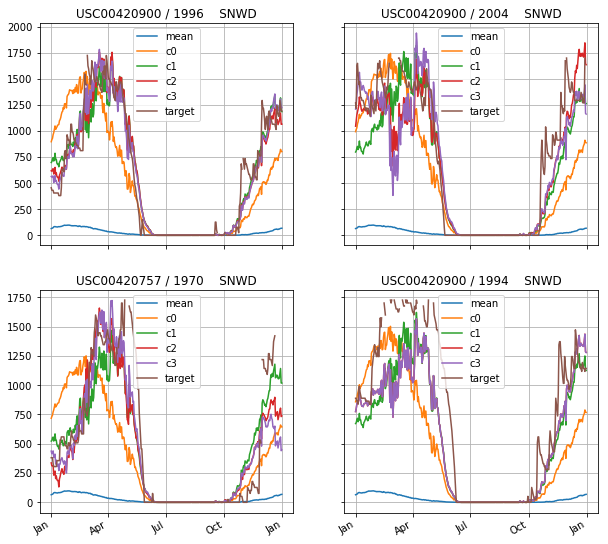 USC00420900 / 1996    SNWD
2000
1750
1500
1250
1000
750
500
250
0
mean
c0
c1
c2
c3
target
USC00420900 / 2004    SNWD
mean
c0
c1
c2
c3
target
USC00420757 / 1970    SNWD
1750
1500
1250
1000
750
500
250
0
mean
c0
c1
c2
c3
target
Jan
Apr
Jul
Oct
Jan
USC00420900 / 1994    SNWD
mean
c0
c1
c2
c3
target
Jan
Apr
Jul
Oct
Jan